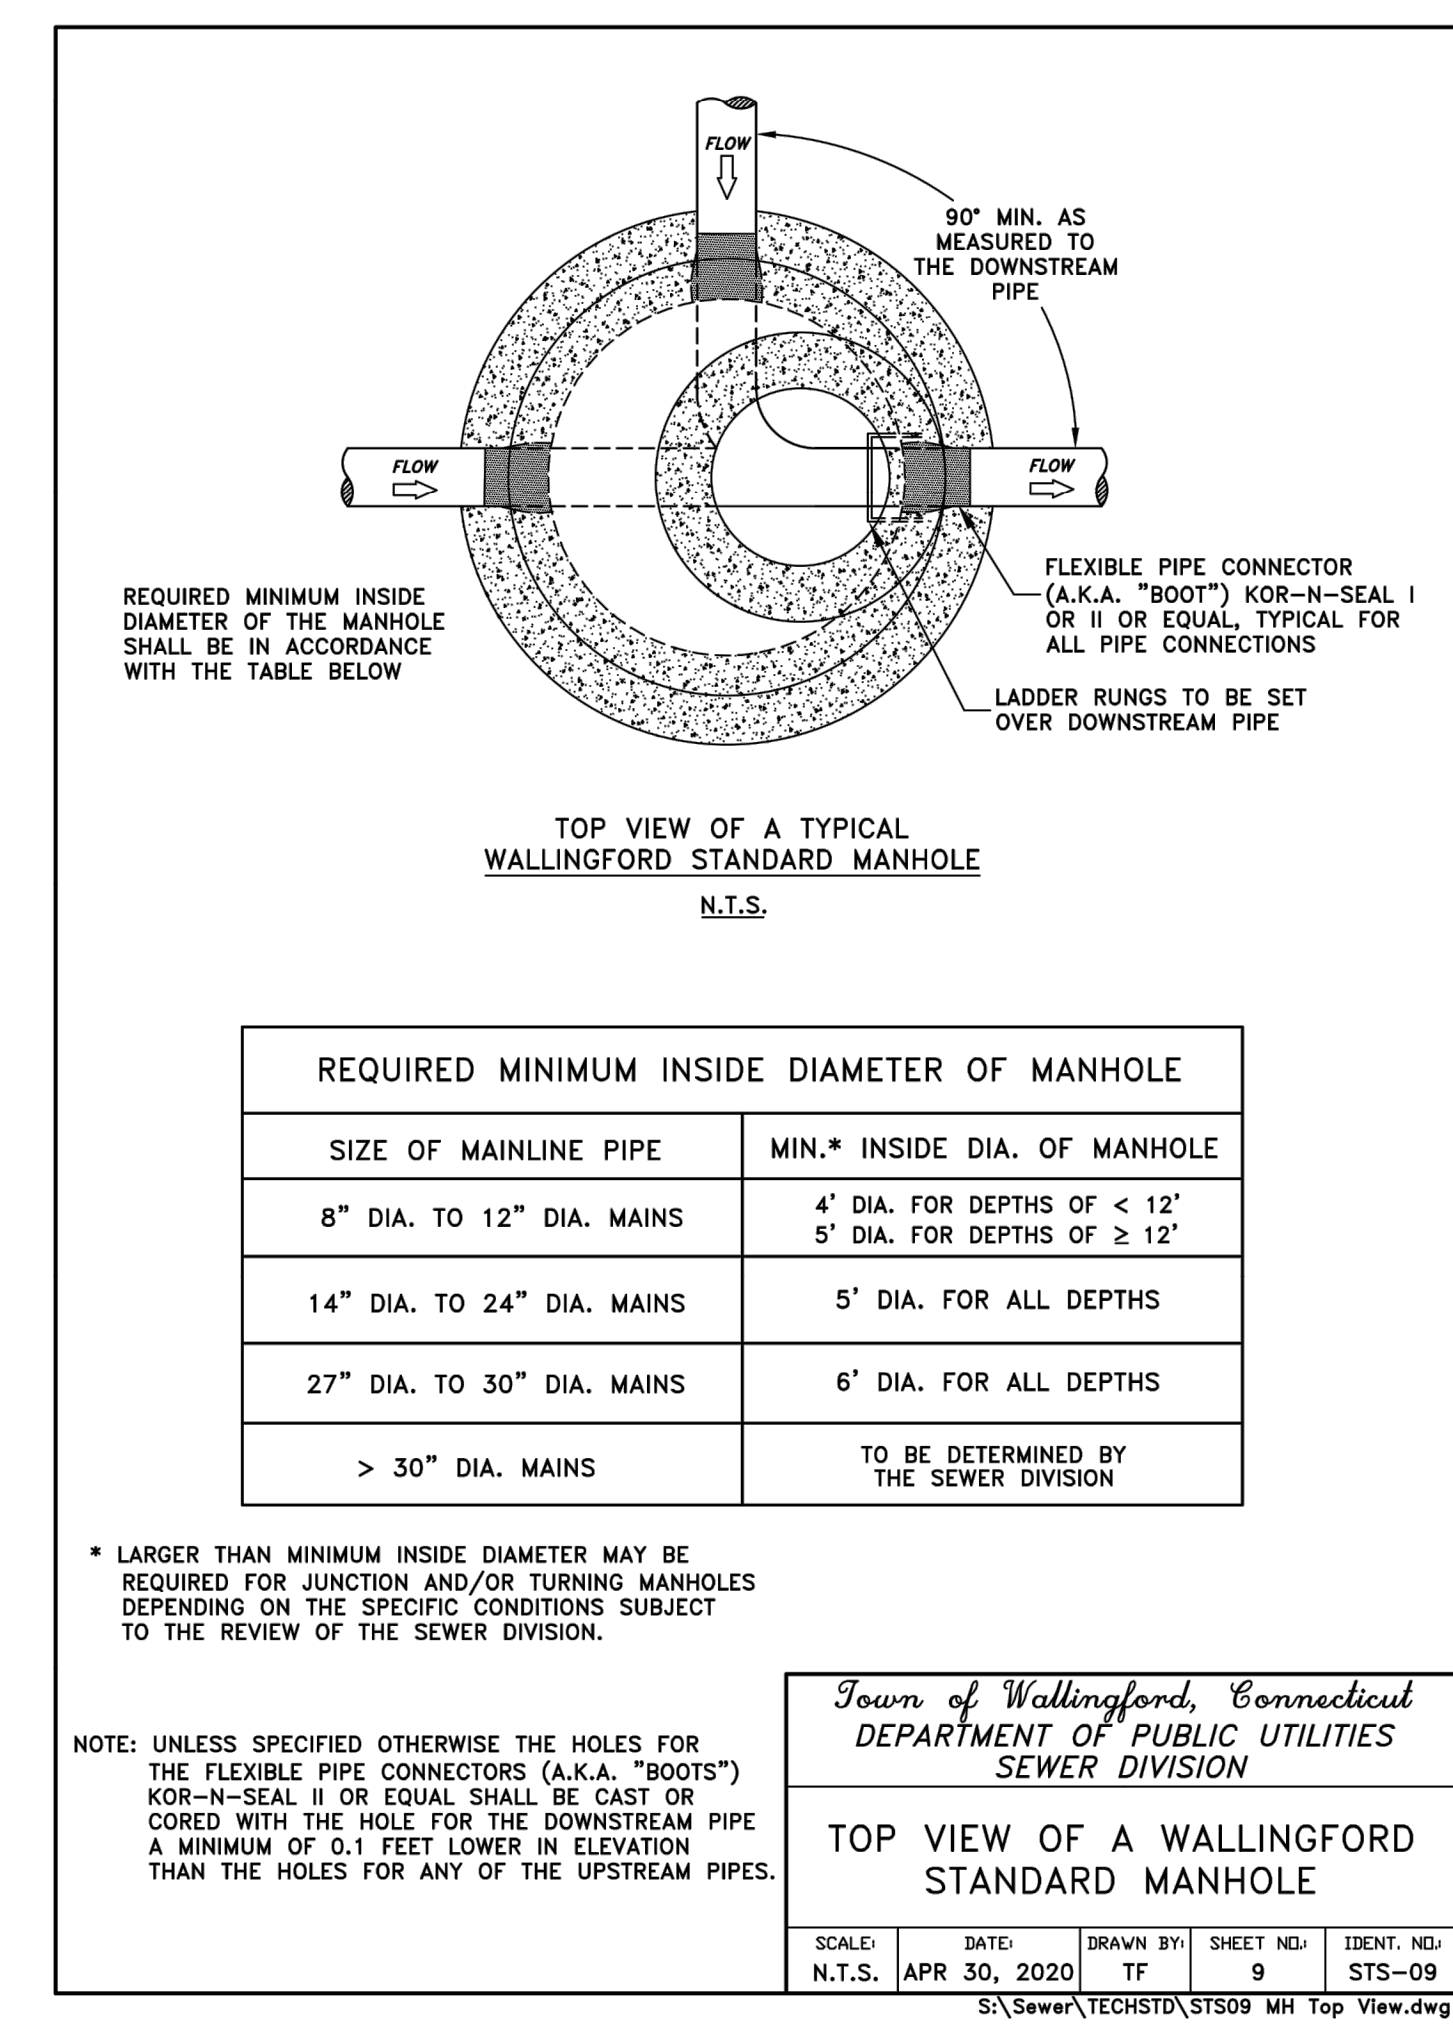 FLOW
90° MIN. AS
MEASURED TO
THE DOWNSTREAM
PIPE
FLOW
FLOW
FLEXIBLE PIPE CONNECTOR
(A.K.A. "BOOT") KOR-N-SEAL I
OR II OR EQUAL, TYPICAL FOR
ALL PIPE CONNECTIONS
REQUIRED MINIMUM INSIDE
DIAMETER OF THE MANHOLE
SHALL BE IN ACCORDANCE
WITH THE TABLE BELOW
LADDER RUNGS TO BE SET
OVER DOWNSTREAM PIPE
TOP VIEW OF A TYPICAL
WALLINGFORD STANDARD MANHOLE
N.T.S.
REQUIRED MINIMUM INSIDE DIAMETER OF MANHOLE
SIZE OF MAINLINE PIPE
MIN.* INSIDE DIA. OF MANHOLE
8" DIA. TO 12" DIA. MAINS
4' DIA. FOR DEPTHS OF < 12'
5' DIA. FOR DEPTHS OF ≥ 12'
14" DIA. TO 24" DIA. MAINS
5' DIA. FOR ALL DEPTHS
27" DIA. TO 30" DIA. MAINS
6' DIA. FOR ALL DEPTHS
> 30" DIA. MAINS
TO BE DETERMINED BY
THE SEWER DIVISION
* LARGER THAN MINIMUM INSIDE DIAMETER MAY BE
REQUIRED FOR JUNCTION AND/OR TURNING MANHOLES
DEPENDING ON THE SPECIFIC CONDITIONS SUBJECT
TO THE REVIEW OF THE SEWER DIVISION.
NOTE: UNLESS SPECIFIED OTHERWISE THE HOLES FOR
THE FLEXIBLE PIPE CONNECTORS (A.K.A. "BOOTS")
KOR-N-SEAL II OR EQUAL SHALL BE CAST OR
CORED WITH THE HOLE FOR THE DOWNSTREAM PIPE
A MINIMUM OF 0.1 FEET LOWER IN ELEVATION
THAN THE HOLES FOR ANY OF THE UPSTREAM PIPES.
Town of Wallingford, Connecticut
DEPARTMENT OF PUBLIC UTILITIES
SEWER DIVISION
TOP VIEW OF A WALLINGFORD
STANDARD MANHOLE
SCALE: DATE: DRAWN BY: SHEET NO.: IDENT. NO.:
N.T.S. APR 30, 2020 TF 9 STS-09
S:\Sewer\TECHSTD\STS09 MH Top View.dwg